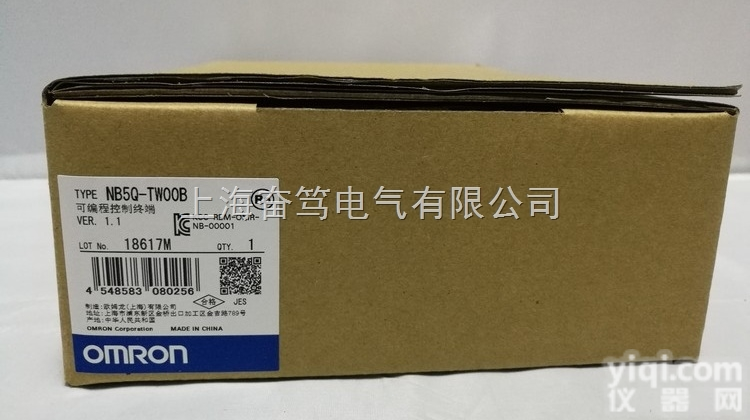 TYPE NB5Q-TW00B
可编程控制终端
VER. 1.1
NB-00001
LOT No. 18617M QTY. 1
4 548583 080256
合格 JES
制造:欧姆龙(上海)有限公司
地址:上海市浦东新区金桥出口加工区金吉路789号
产地:中华人民共和国
OMRON Corporation MADE IN CHINA
OMRON
上海奋笃电气有限公司
yiqi.com
仪器网